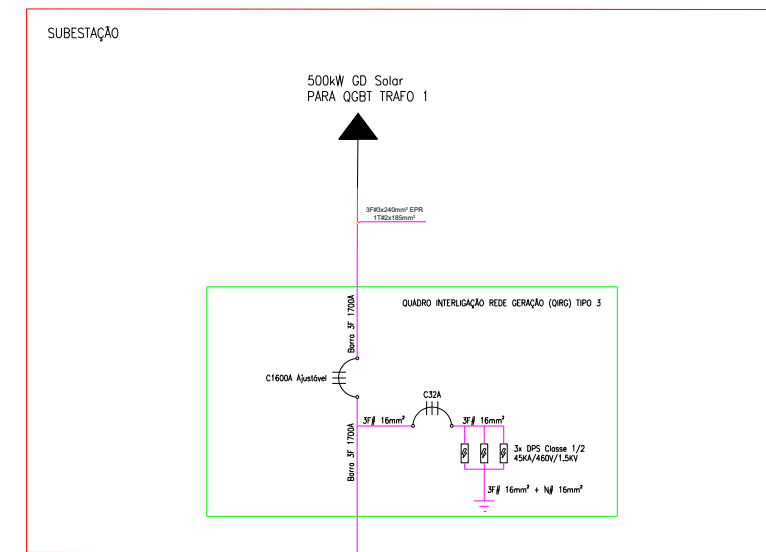 SUBESTAÇÃO
500kW GD Solar
PARA QGBT TRAFO 1
3F#3x240mm² EPR
1T#2x185mm²
QUADRO INTERLIGAÇÃO REDE GERAÇÃO (QIRG) TIPO 3
Barra 3F 1700A
C1600A Ajustável
C32A
3F# 16mm²
3F# 16mm²
Barra 3F 1700A
3x DPS Classe 1/2
45KA/460V/1.5KV
3F# 16mm² + N# 16mm²